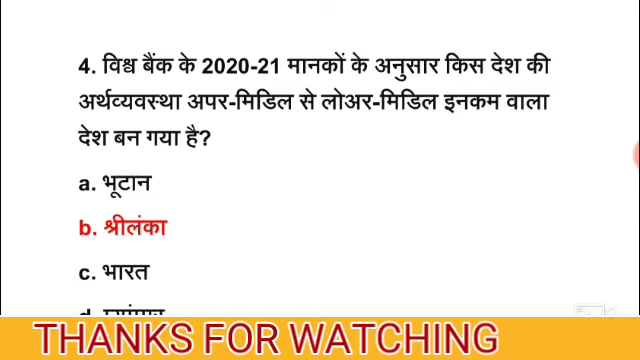 4. विश्व बैंक के 2020-21 मानकों के अनुसार किस देश की
अर्थव्यवस्था अपर-मिडिल से लोअर-मिडिल इनकम वाला
देश बन गया है?
a. भूटान
b. श्रीलंका
c. भारत
d.
THANKS FOR WATCHING